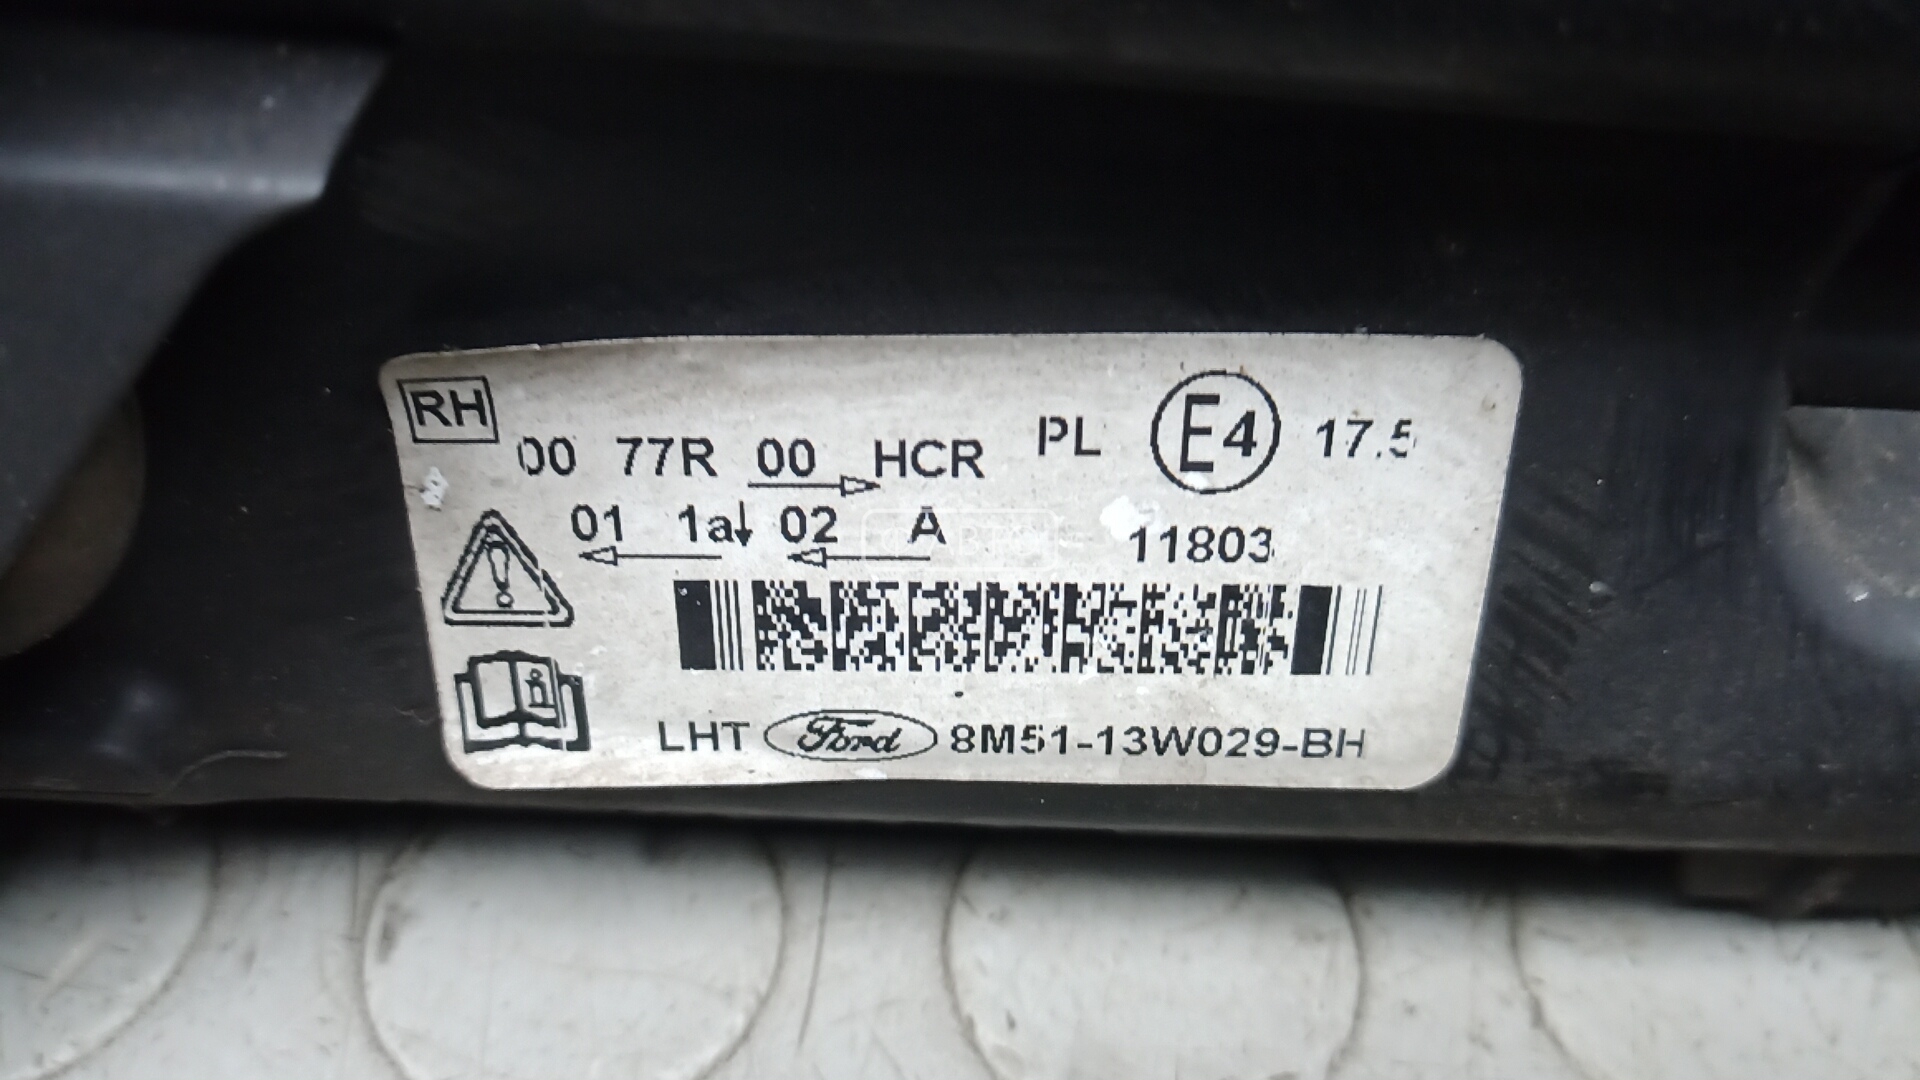 RH
00 77R 00 HCR PL E4 17.5
01 1a 02 A 11803
LHT Ford 8M51-13W029-BH